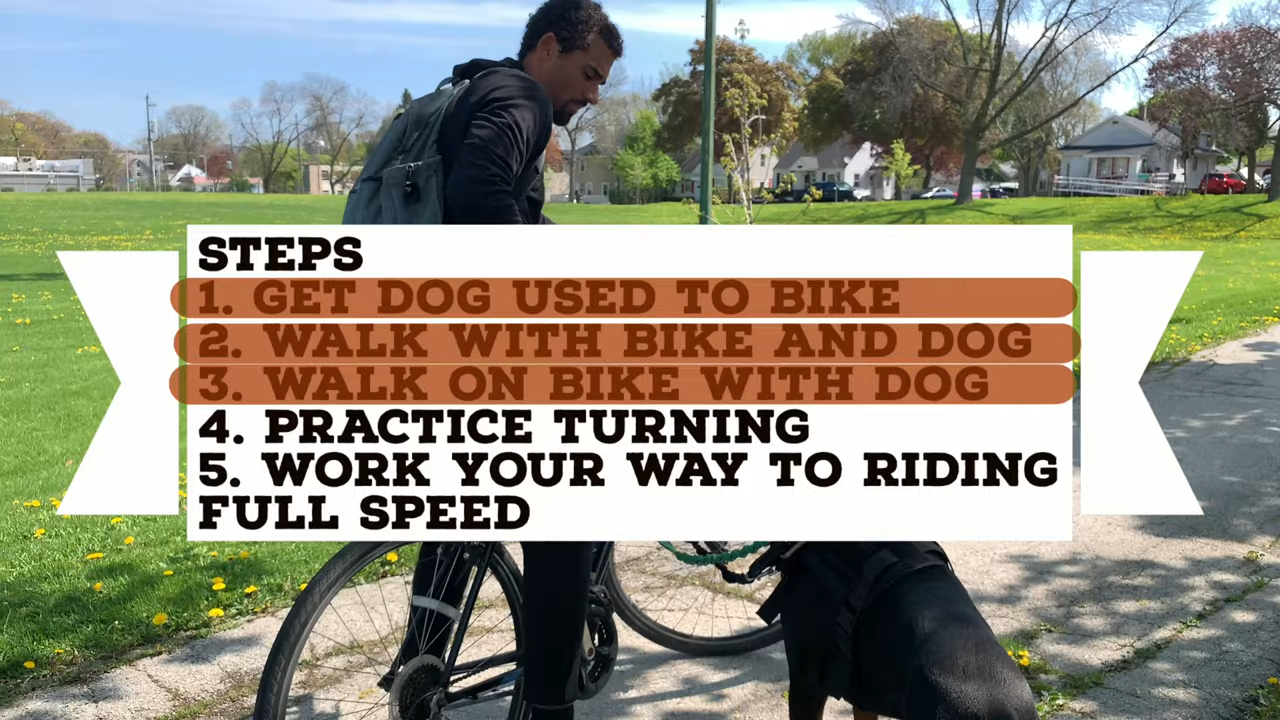 STEPS
1. GET DOG USED TO BIKE
2. WALK WITH BIKE AND DOG
3. WALK ON BIKE WITH DOG
4. PRACTICE TURNING
5. WORK YOUR WAY TO RIDING
FULL SPEED